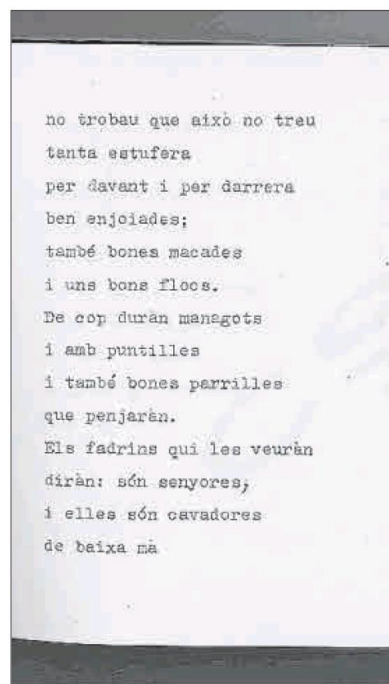 no trobau que això no treu
tanta estufera
per davant i per darrera
ben enjoiades;
també bones macades
i uns bons flocs.
De cop duràn managots
i amb puntilles
i també bones parrilles
que penjaràn.
Els fadrins qui les veuràn
diràn: són senyores,
i elles són cavadores
de baixa mà